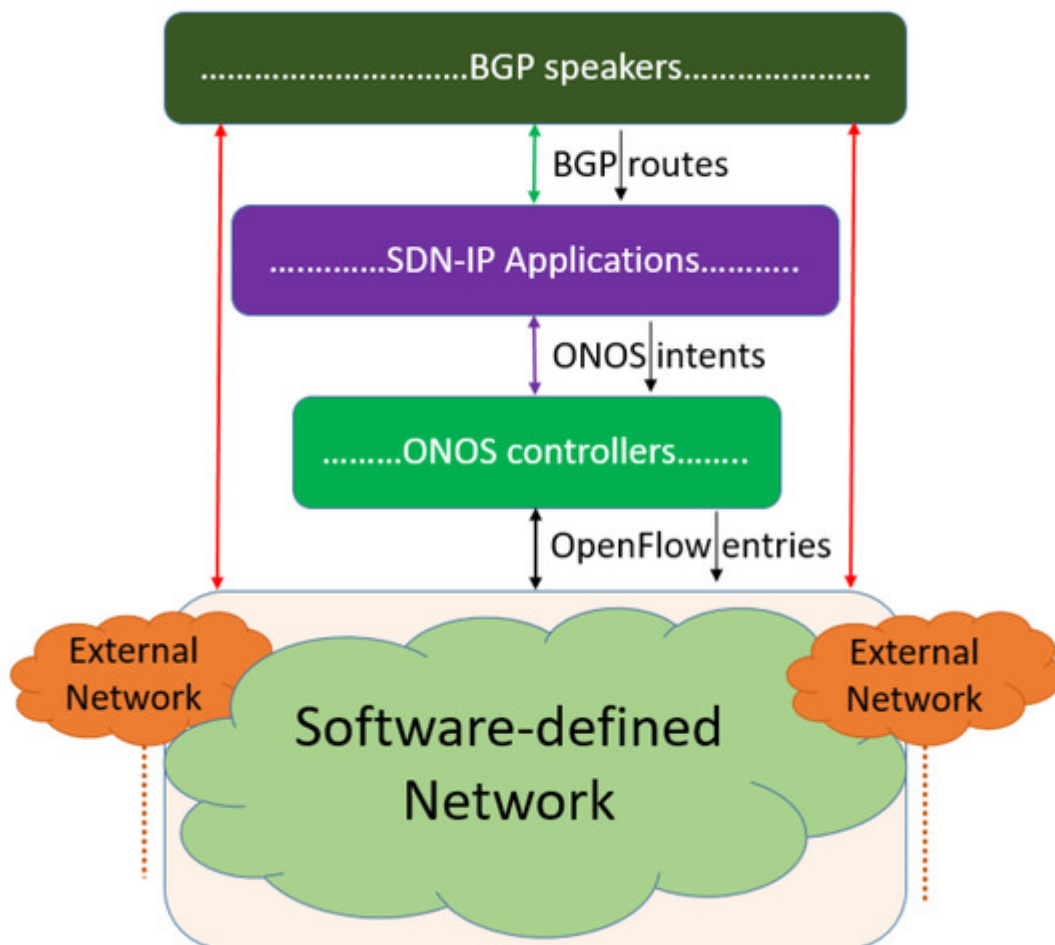 ..............................BGP speakers.....................
BGP routes
................SDN-IP Applications...........
ONOS intents
.........ONOS controllers........
OpenFlow entries
External
Network
External
Network
Software-defined
Network